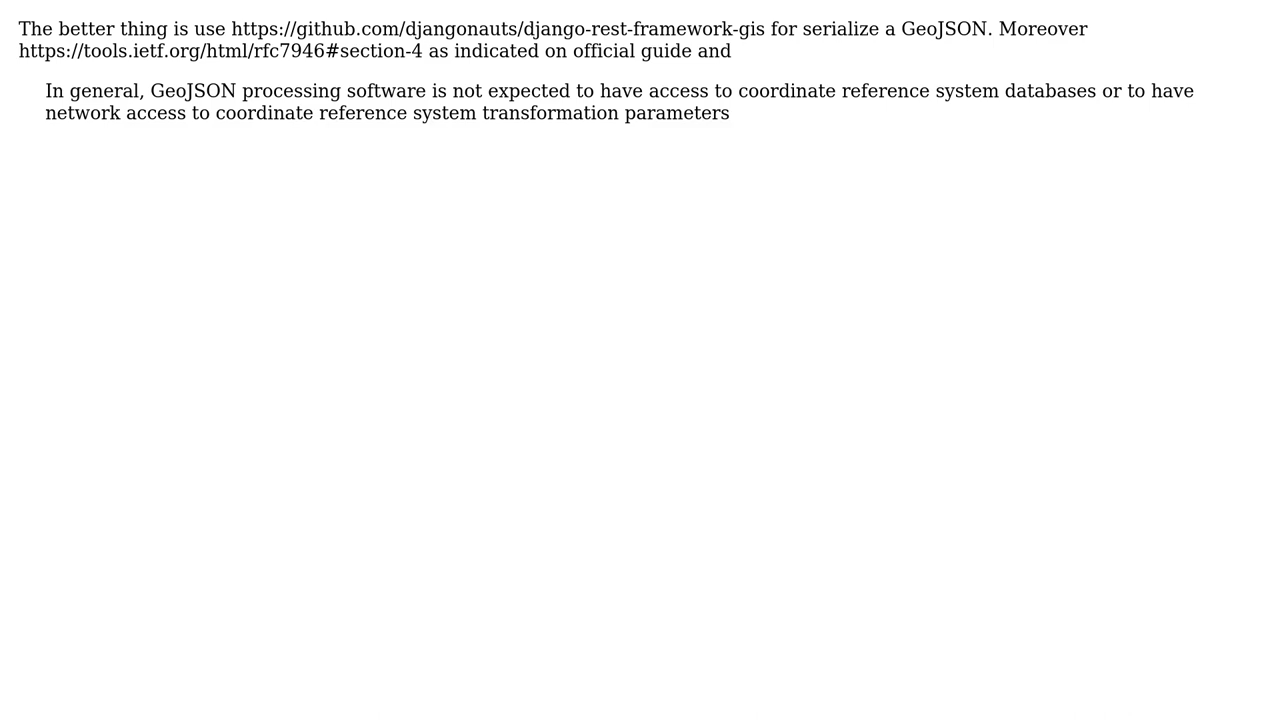 The better thing is use https://github.com/djangonauts/django-rest-framework-gis for serialize a GeoJSON. Moreover
https://tools.ietf.org/html/rfc7946#section-4 as indicated on official guide and
In general, GeoJSON processing software is not expected to have access to coordinate reference system databases or to have
network access to coordinate reference system transformation parameters